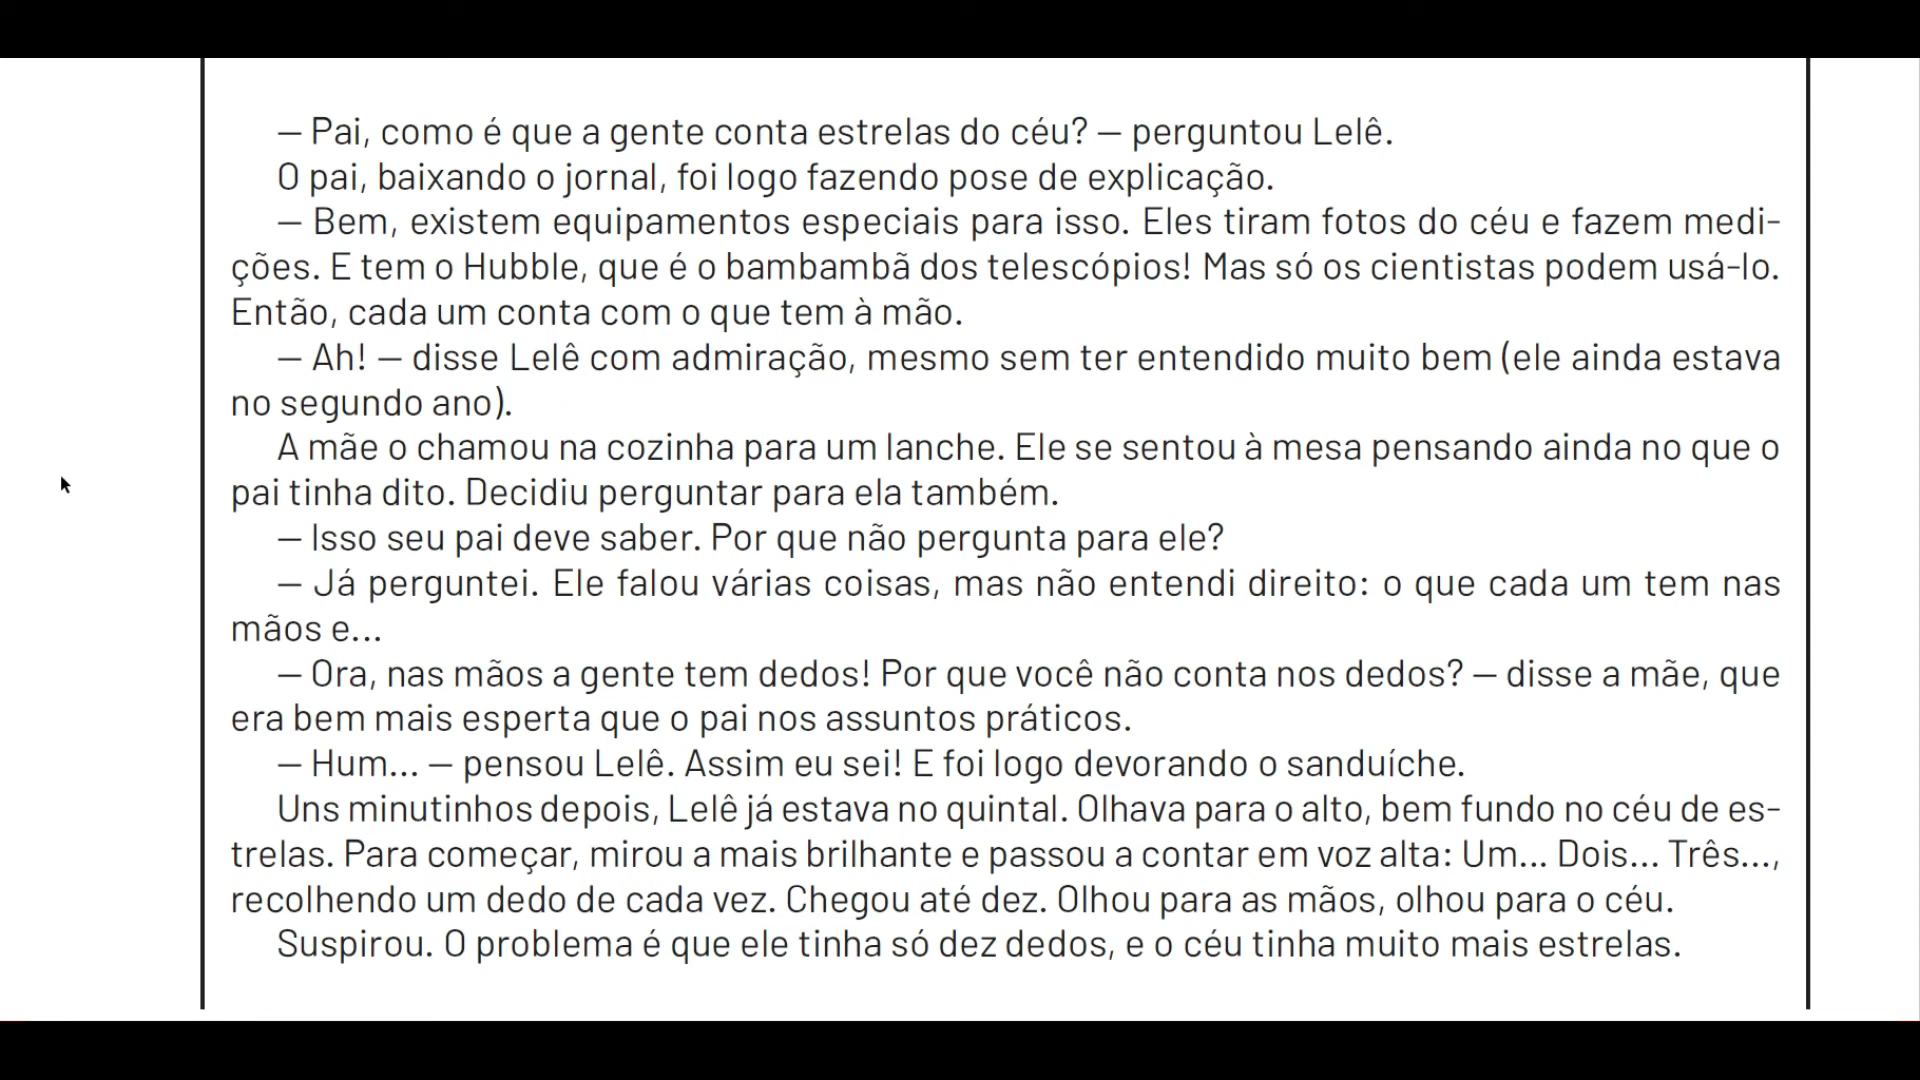 — Pai, como é que a gente conta estrelas do céu? — perguntou Lelê.
O pai, baixando o jornal, foi logo fazendo pose de explicação.
— Bem, existem equipamentos especiais para isso. Eles tiram fotos do céu e fazem medi-
ções. E tem o Hubble, que é o bambambã dos telescópios! Mas só os cientistas podem usá-lo.
Então, cada um conta com o que tem à mão.
— Ah! — disse Lelê com admiração, mesmo sem ter entendido muito bem (ele ainda estava
no segundo ano).
A mãe o chamou na cozinha para um lanche. Ele se sentou à mesa pensando ainda no que o
pai tinha dito. Decidiu perguntar para ela também.
— Isso seu pai deve saber. Por que não pergunta para ele?
— Já perguntei. Ele falou várias coisas, mas não entendi direito: o que cada um tem nas
mãos e...
— Ora, nas mãos a gente tem dedos! Por que você não conta nos dedos? — disse a mãe, que
era bem mais esperta que o pai nos assuntos práticos.
— Hum... — pensou Lelê. Assim eu sei! E foi logo devorando o sanduíche.
Uns minutinhos depois, Lelê já estava no quintal. Olhava para o alto, bem fundo no céu de es-
trelas. Para começar, mirou a mais brilhante e passou a contar em voz alta: Um... Dois... Três...,
recolhendo um dedo de cada vez. Chegou até dez. Olhou para as mãos, olhou para o céu.
Suspirou. O problema é que ele tinha só dez dedos, e o céu tinha muito mais estrelas.